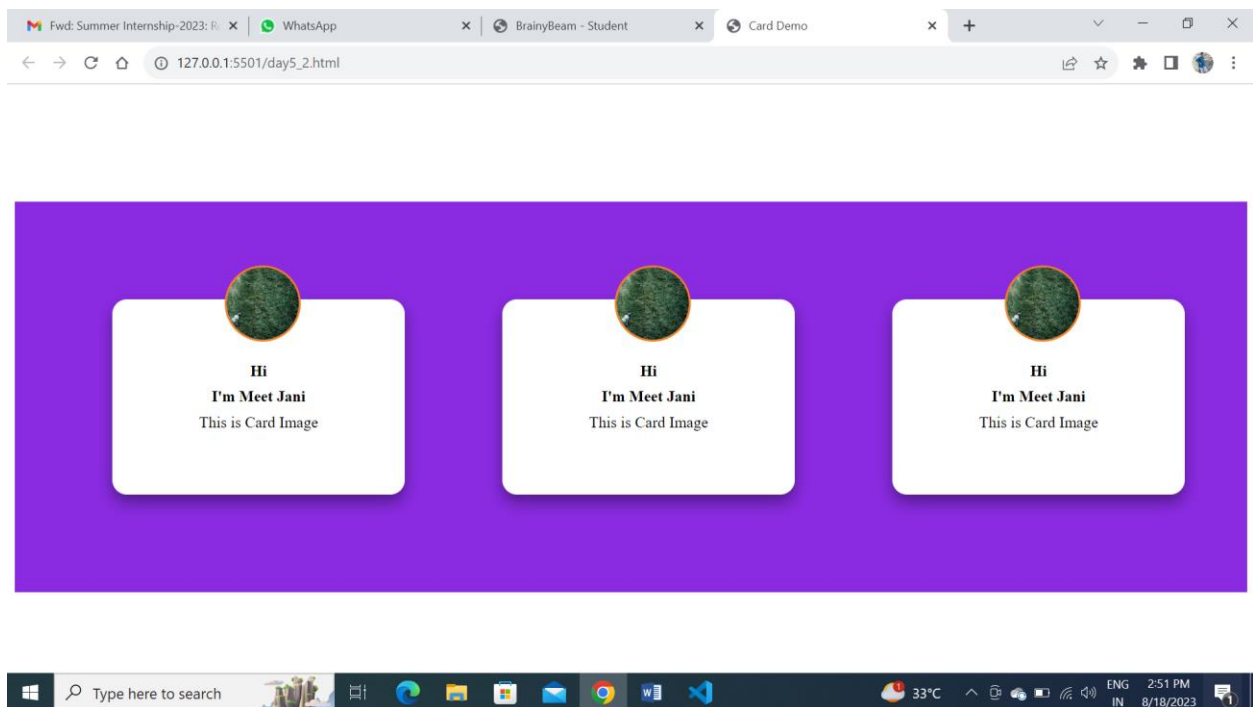 Fwd: Summer Internship-2023: R
WhatsApp
BrainyBeam - Student
Card Demo
127.0.0.1:5501/day5_2.html
Hi
I'm Meet Jani
This is Card Image
Hi
I'm Meet Jani
This is Card Image
Hi
I'm Meet Jani
This is Card Image
Type here to search
33°C
ENG
IN
2:51 PM
8/18/2023